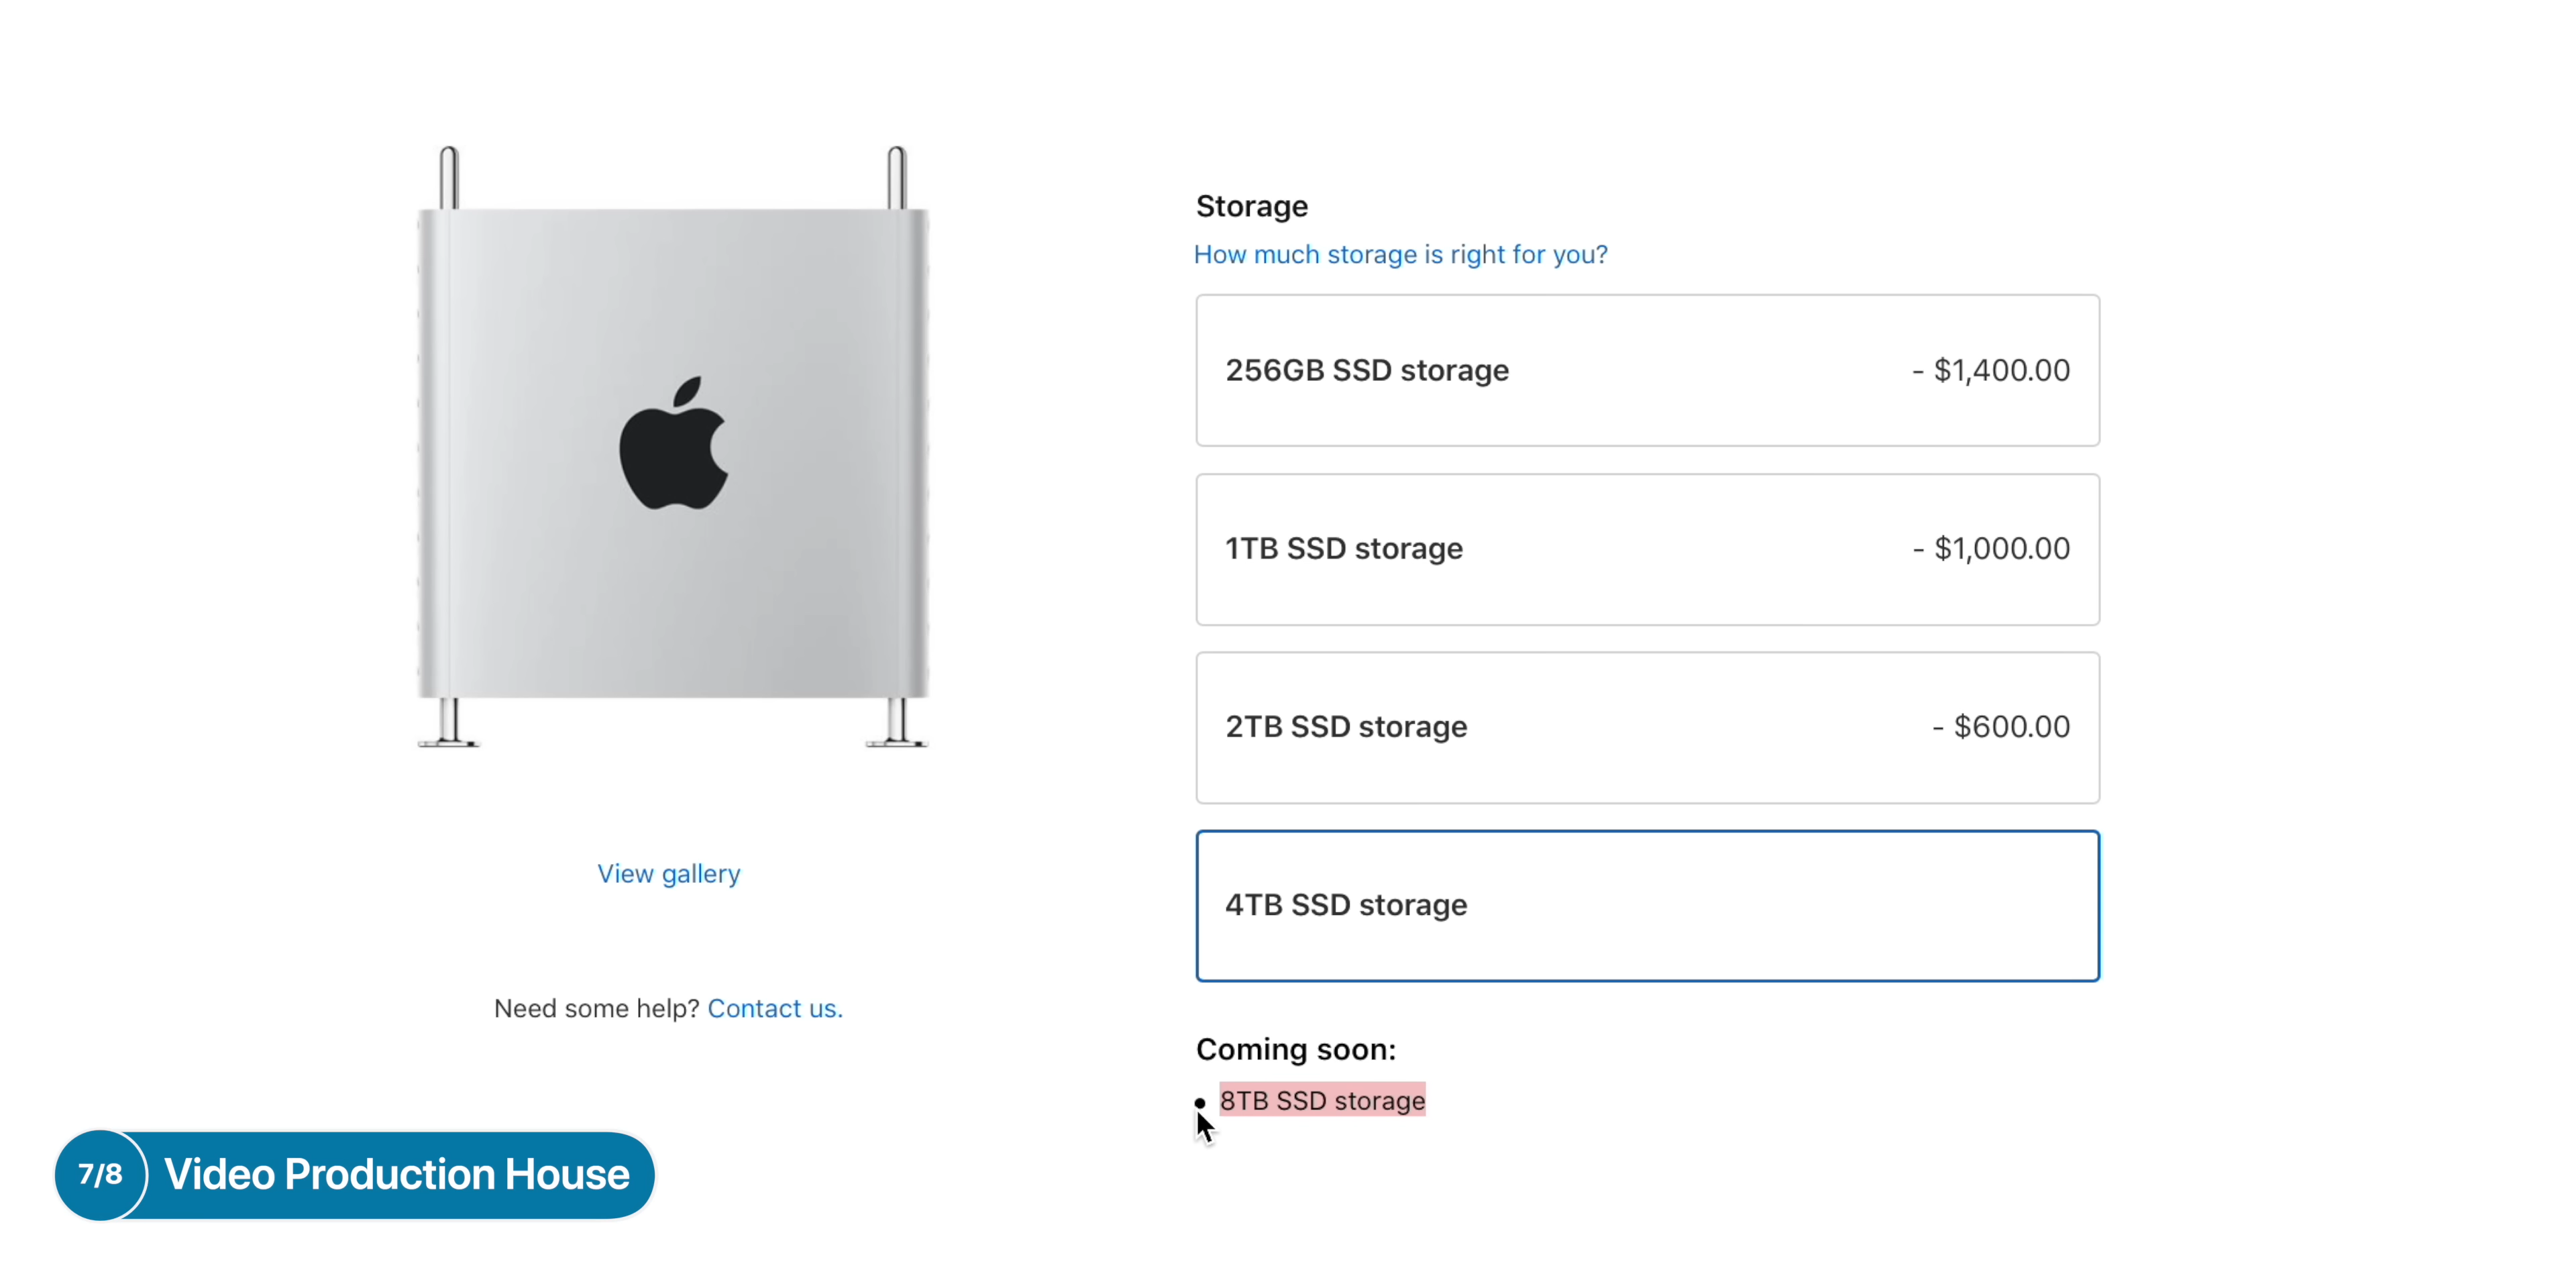 Storage
How much storage is right for you?
256GB SSD storage - $1,400.00
1TB SSD storage - $1,000.00
2TB SSD storage - $600.00
4TB SSD storage
View gallery
Need some help? Contact us.
Coming soon:
• 8TB SSD storage
7/8 Video Production House